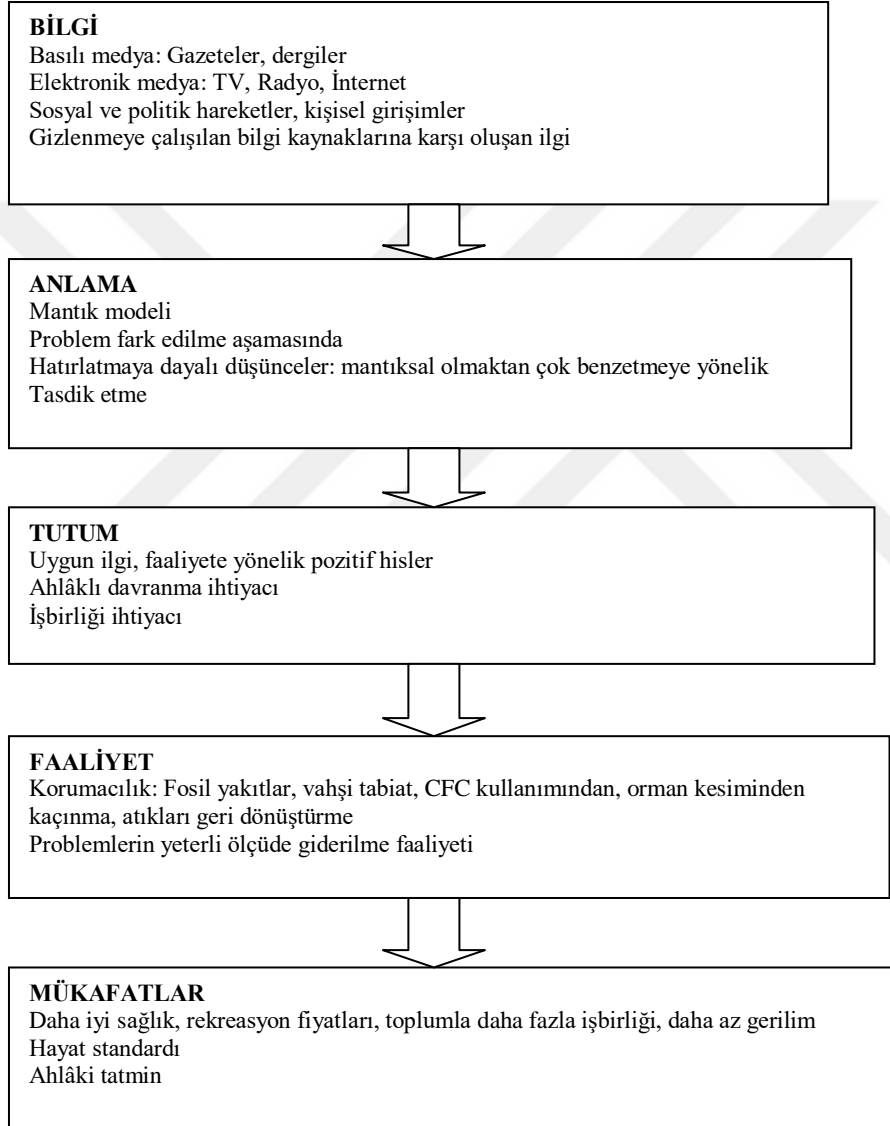 BİLGİ
Basılı medya: Gazeteler, dergiler
Elektronik medya: TV, Radyo, İnternet
Sosyal ve politik hareketler, kişisel girişimler
Gizlenmeye çalışılan bilgi kaynaklarına karşı oluşan ilgi
ANLAMA
Mantık modeli
Problem fark edilme aşamasında
Hatırlatmaya dayalı düşünceler: mantıksal olmaktan çok benzetmeye yönelik
Tasdik etme
TUTUM
Uygun ilgi, faaliyete yönelik pozitif hisler
Ahlâklı davranma ihtiyacı
İşbirliği ihtiyacı
FAALİYET
Korumacılık: Fosil yakıtlar, vahşi tabiat, CFC kullanımından, orman kesiminden
kaçınma, atıkları geri dönüştürme
Problemlerin yeterli ölçüde giderilme faaliyeti
MÜKAFATLAR
Daha iyi sağlık, rekreasyon fiyatları, toplumla daha fazla işbirliği, daha az gerilim
Hayat standardı
Ahlâki tatmin